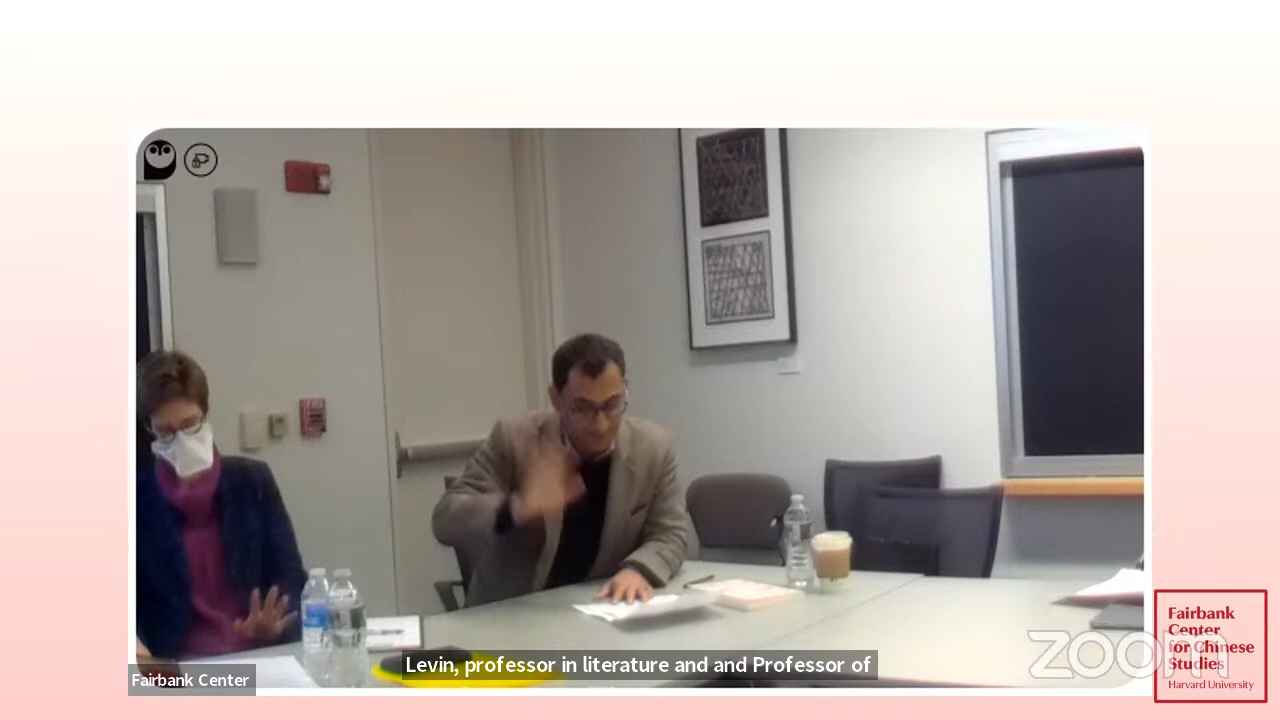 Levin, professor in literature and and Professor of
Fairbank Center
zoom
Fairbank
Center
for Chinese
Studies
Harvard University